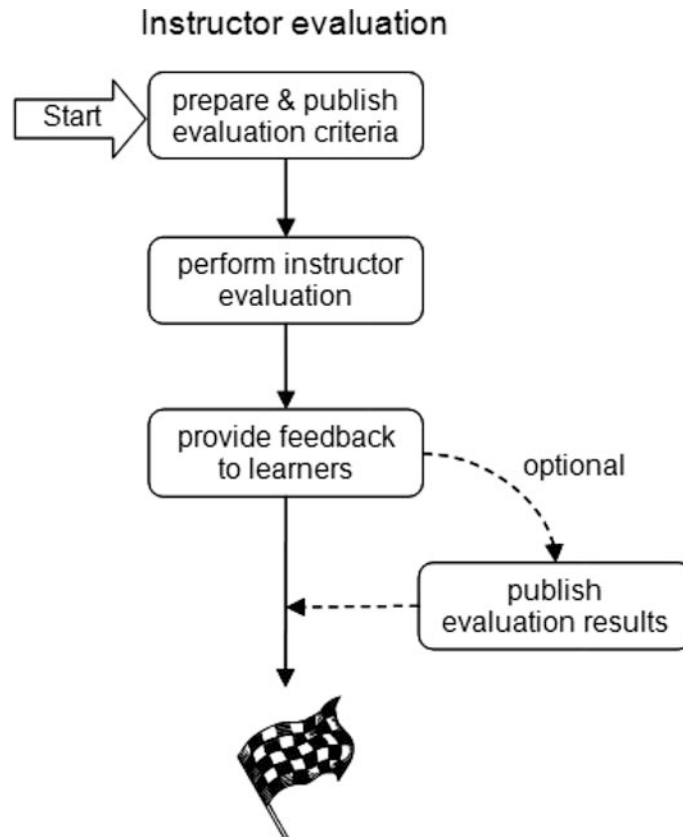 Instructor evaluation
Start
prepare & publish
evaluation criteria
perform instructor
evaluation
provide feedback
to learners
optional
publish
evaluation results